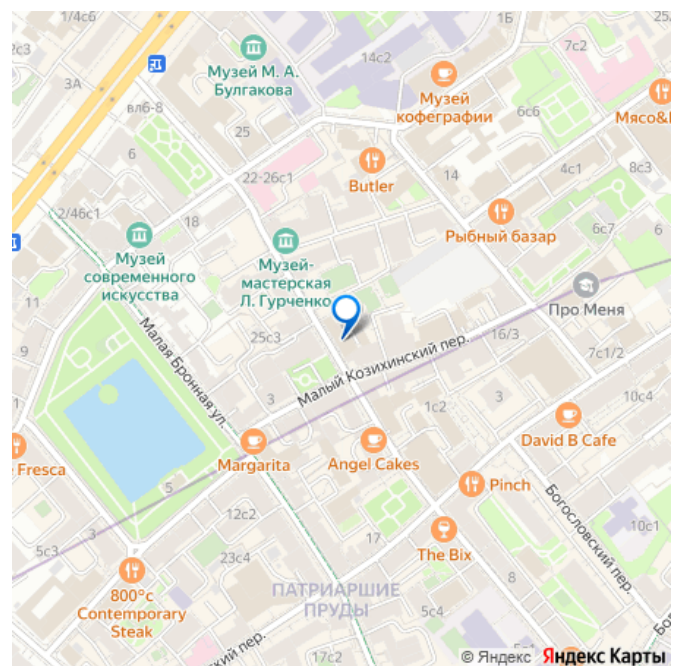 1/4с6
14с2
1Б
7с2
Музей М. А.
Булгакова
3А
вл6-8
Музей
кофеграфии
6с6
Мясо&
25
6
Butler
14
4с1
8с3
22-26с1
2/46с1
18
Рыбный базар
6с7
6
Музей
современного
искусства
Музей-
мастерская
Л. Гурченко
Про Меня
11
9
Малая Бронная ул.
25с3
Малый Козихинский пер.
16/3
7с1/2
3
3
1с2
10с4
Fresca
Margarita
Angel Cakes
David B Cafe
5
Pinch
Богословский пер.
12с2
3
5с3
17
The Bix
10с1
23с4
800°c
Contemporary
Steak
ПАТРИАРШИЕ
ПРУДЫ
8
5с4
6
17с2
пер.
© Яндекс Яндекс Карты